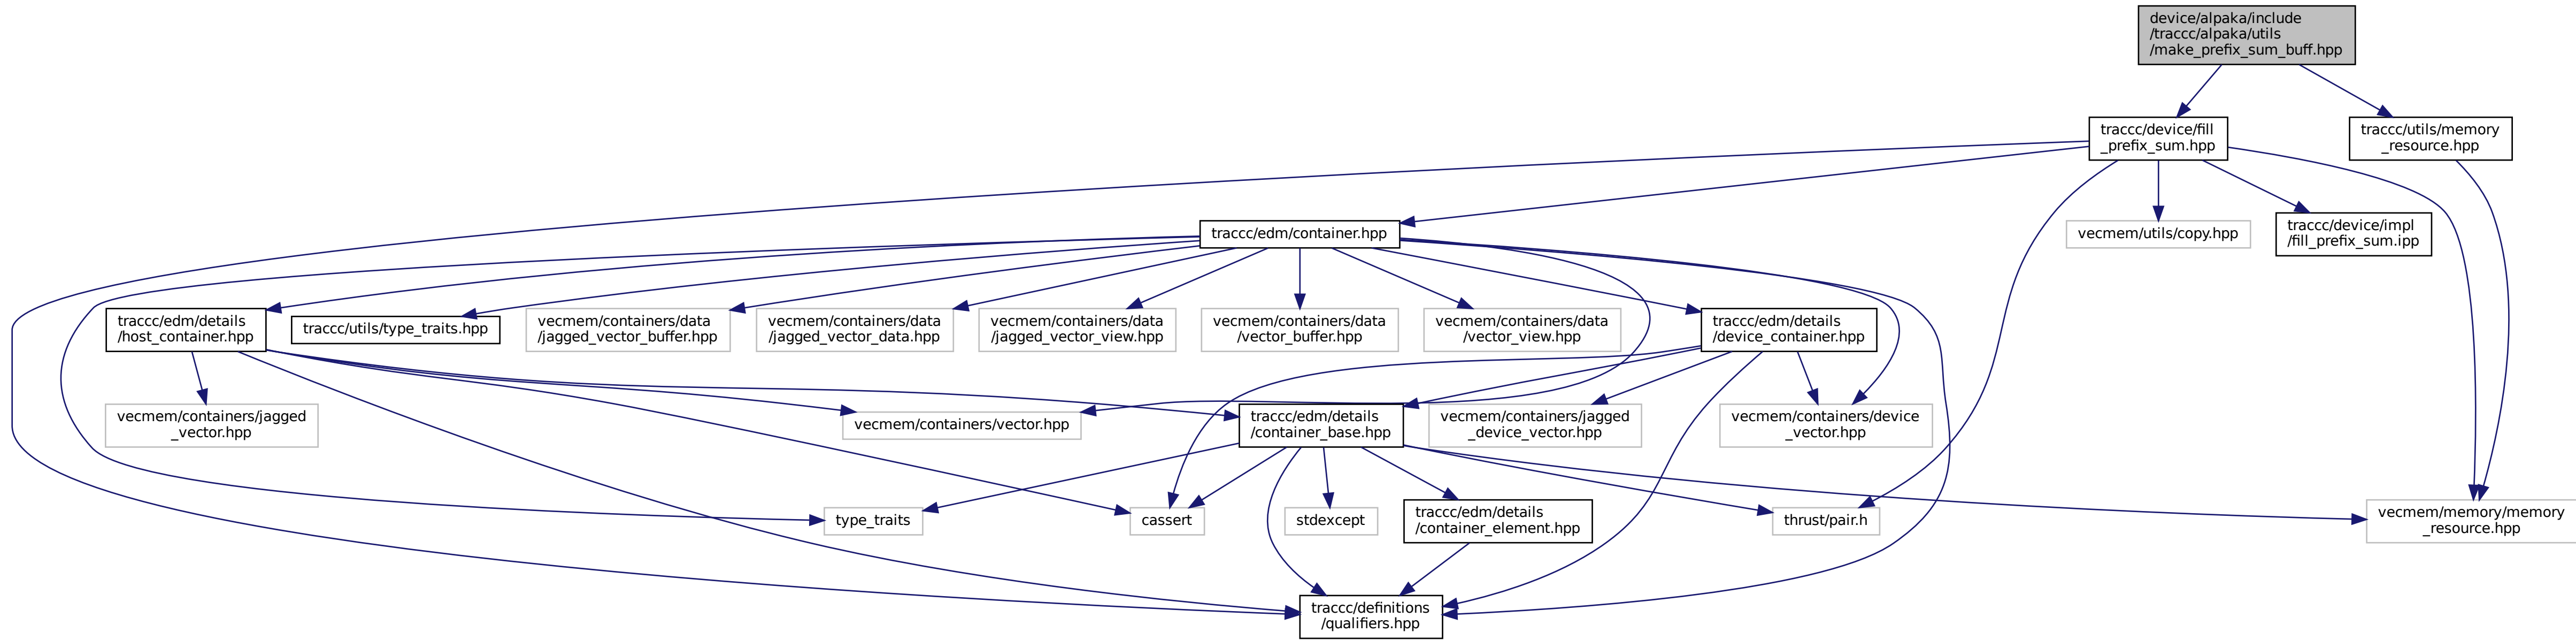 device/alpaka/include
/traccc/alpaka/utils
/make_prefix_sum_buff.hpp
traccc/device/fill
_prefix_sum.hpp
traccc/utils/memory
_resource.hpp
traccc/edm/container.hpp
vecmem/utils/copy.hpp
traccc/device/impl
/fill_prefix_sum.ipp
traccc/edm/details
/host_container.hpp
traccc/utils/type_traits.hpp
vecmem/containers/data
/jagged_vector_buffer.hpp
vecmem/containers/data
/jagged_vector_data.hpp
vecmem/containers/data
/jagged_vector_view.hpp
vecmem/containers/data
/vector_buffer.hpp
vecmem/containers/data
/vector_view.hpp
traccc/edm/details
/device_container.hpp
vecmem/containers/jagged
_vector.hpp
vecmem/containers/vector.hpp
traccc/edm/details
/container_base.hpp
vecmem/containers/jagged
_device_vector.hpp
vecmem/containers/device
_vector.hpp
type_traits
cassert
stdexcept
traccc/edm/details
/container_element.hpp
thrust/pair.h
vecmem/memory/memory
_resource.hpp
traccc/definitions
/qualifiers.hpp